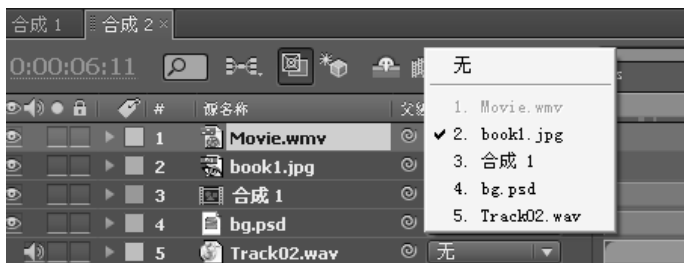 合成 1 合成 2 ×
0:00:06:11
# 源名称
1 Movie.wmv
2 book1.jpg
3 合成 1
4 bg.psd
5 Track02.wav 无
无
1. Movie.wmv
2. book1.jpg
3. 合成 1
4. bg.psd
5. Track02.wav